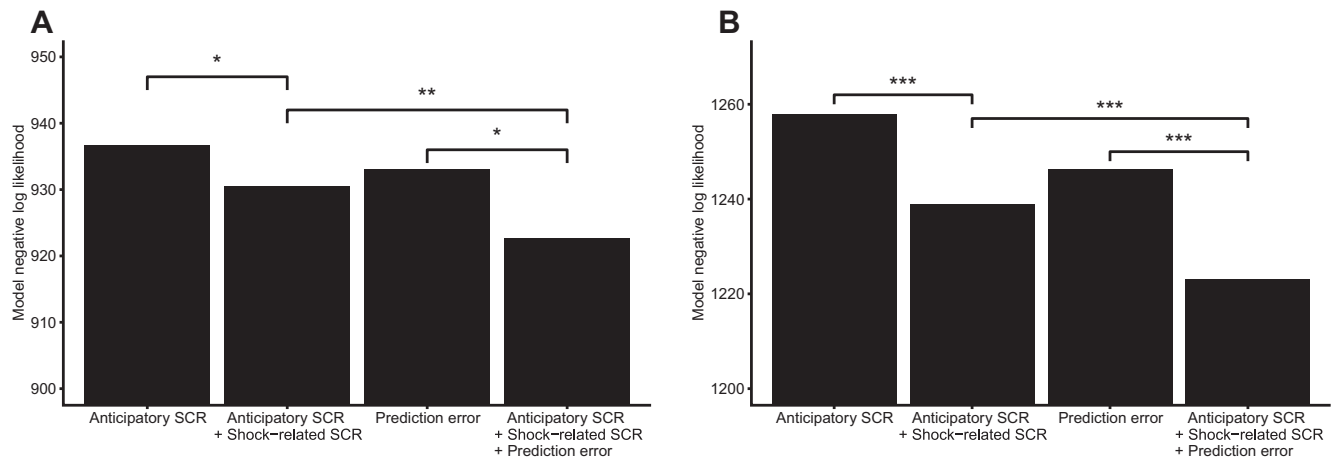 A
Model negative log likelihood
950
940
930
920
910
900
*
**
*
Anticipatory SCR
Anticipatory SCR
+ Shock−related SCR
Prediction error
Anticipatory SCR
+ Shock−related SCR
+ Prediction error
B
Model negative log likelihood
1260
1240
1220
1200
***
***
***
Anticipatory SCR
Anticipatory SCR
+ Shock−related SCR
Prediction error
Anticipatory SCR
+ Shock−related SCR
+ Prediction error